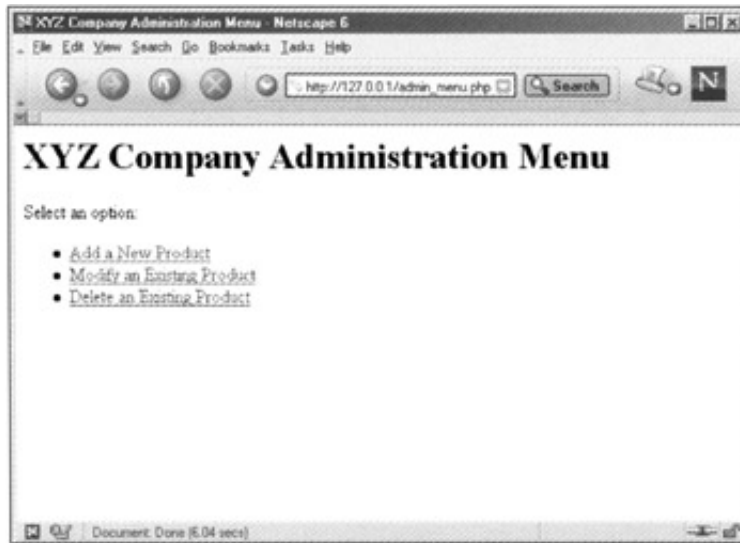 XYZ Company Administration Menu - Netscape 6
File Edit View Search Go Bookmarks Tasks Help
http://127.0.0.1/admin_menu.php Search N
XYZ Company Administration Menu
Select an option:
Add a New Product
Modify an Existing Product
Delete an Existing Product
Document: Done (6.04 secs)